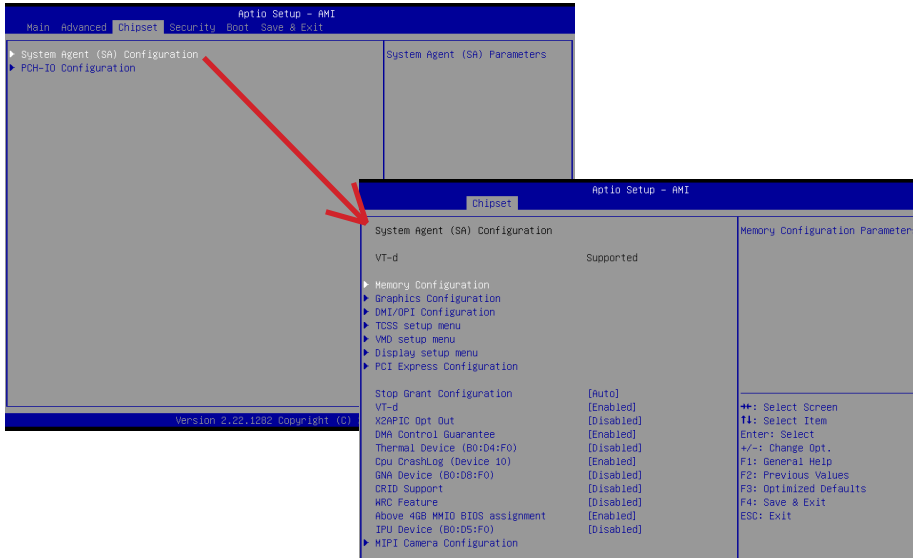 Aptio Setup - AMI
Main Advanced Chipset Security Boot Save & Exit
System Agent (SA) Configuration
PCH-IO Configuration
System Agent (SA) Parameters
Version 2.22.1282 Copyright (C)
Aptio Setup - AMI
Chipset
System Agent (SA) Configuration
VT-d Supported
Memory Configuration
Graphics Configuration
DMI/OPI Configuration
TCSS setup menu
VMD setup menu
Display setup menu
PCI Express Configuration
Stop Grant Configuration [Auto]
VT-d [Enabled]
X2APIC Opt Out [Disabled]
DMA Control Guarantee [Enabled]
Thermal Device (B0:D4:F0) [Disabled]
Cpu CrashLog (Device 10) [Enabled]
GNA Device (B0:D8:F0) [Disabled]
CRID Support [Disabled]
WRC Feature [Disabled]
Above 4GB MMIO BIOS assignment [Enabled]
IPU Device (B0:D5:F0) [Disabled]
MIPI Camera Configuration
Memory Configuration Parameter
→←: Select Screen
↑↓: Select Item
Enter: Select
+/-: Change Opt.
F1: General Help
F2: Previous Values
F3: Optimized Defaults
F4: Save & Exit
ESC: Exit